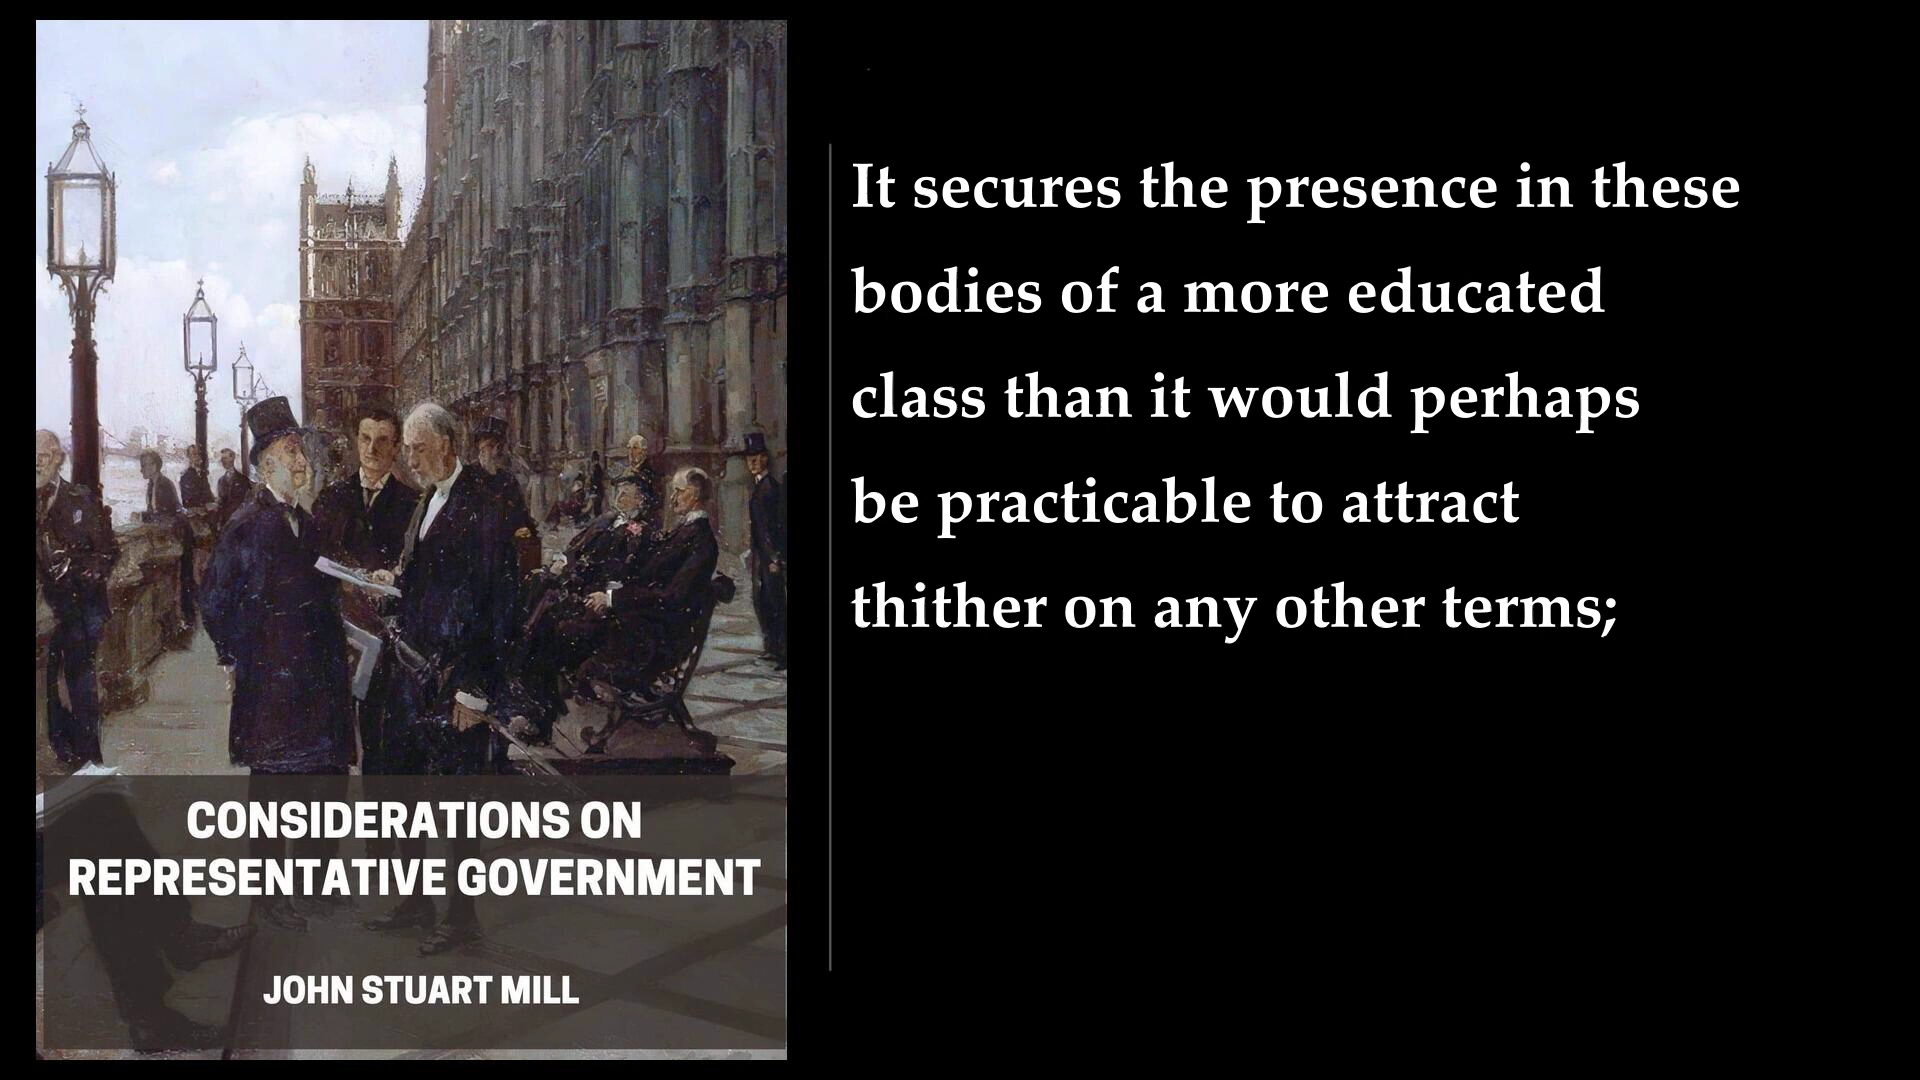 It secures the presence in these
bodies of a more educated
class than it would perhaps
be practicable to attract
thither on any other terms;
CONSIDERATIONS ON
REPRESENTATIVE GOVERNMENT
JOHN STUART MILL